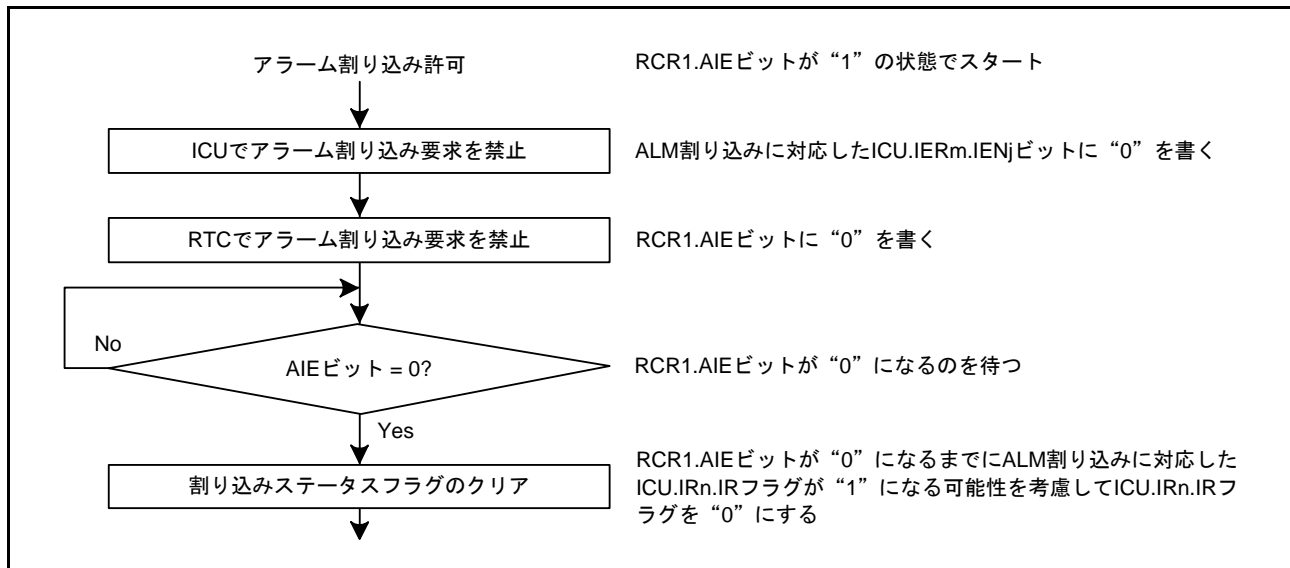 アラーム割り込み許可
RCR1.AIEビットが“1”の状態でスタート
ICUでアラーム割り込み要求を禁止
ALM割り込みに対応したICU.IERm.IENjビットに“0”を書く
RTCでアラーム割り込み要求を禁止
RCR1.AIEビットに“0”を書く
No
AIEビット = 0?
RCR1.AIEビットが“0”になるのを待つ
Yes
割り込みステータスフラグのクリア
RCR1.AIEビットが“0”になるまでにALM割り込みに対応した
ICU.IRn.IRフラグが“1”になる可能性を考慮してICU.IRn.IRフ
ラグを“0”にする